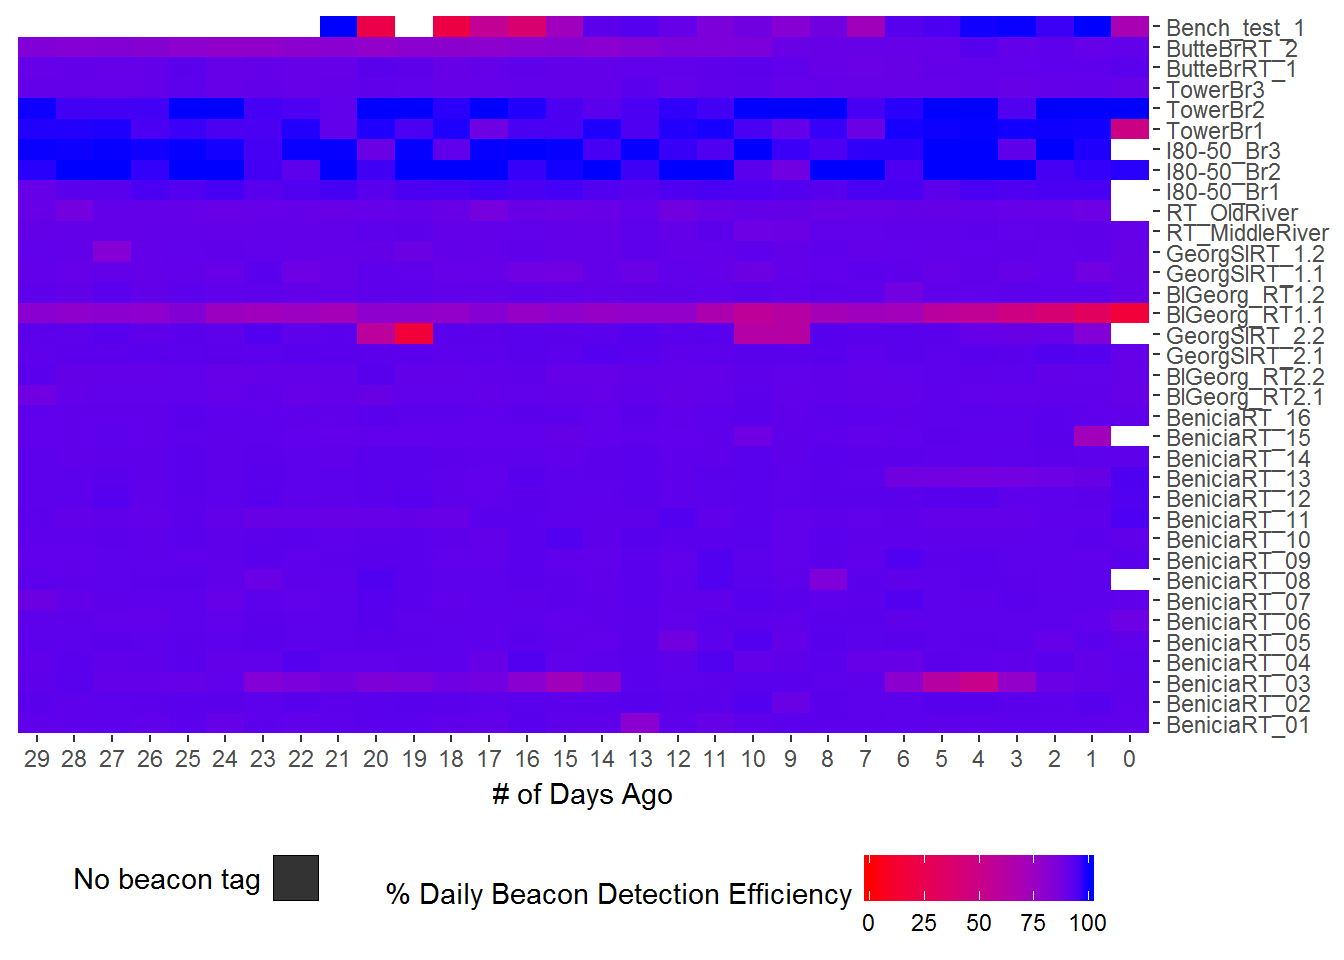 Bench_test_1
ButteBrRT_2
ButteBrRT_1
TowerBr3
TowerBr2
TowerBr1
I80-50_Br3
I80-50_Br2
I80-50_Br1
RT_OldRiver
RT_MiddleRiver
GeorgSlRT_1.2
GeorgSlRT_1.1
BlGeorg_RT1.2
BlGeorg_RT1.1
GeorgSlRT_2.2
GeorgSlRT_2.1
BlGeorg_RT2.2
BlGeorg_RT2.1
BeniciaRT_16
BeniciaRT_15
BeniciaRT_14
BeniciaRT_13
BeniciaRT_12
BeniciaRT_11
BeniciaRT_10
BeniciaRT_09
BeniciaRT_08
BeniciaRT_07
BeniciaRT_06
BeniciaRT_05
BeniciaRT_04
BeniciaRT_03
BeniciaRT_02
BeniciaRT_01
29 28 27 26 25 24 23 22 21 20 19 18 17 16 15 14 13 12 11 10 9 8 7 6 5 4 3 2 1 0
# of Days Ago
No beacon tag
% Daily Beacon Detection Efficiency
0 25 50 75 100